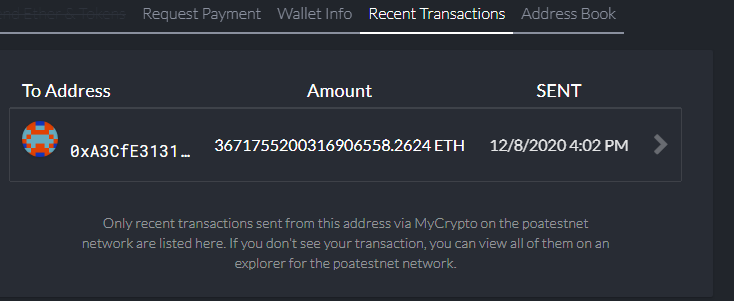 Send Ether & Tokens Request Payment Wallet Info Recent Transactions Address Book
To Address Amount SENT
0xA3CfE3131... 3671755200316906558.2624 ETH 12/8/2020 4:02 PM
Only recent transactions sent from this address via MyCrypto on the poatestnet
network are listed here. If you don't see your transaction, you can view all of them on an
explorer for the poatestnet network.